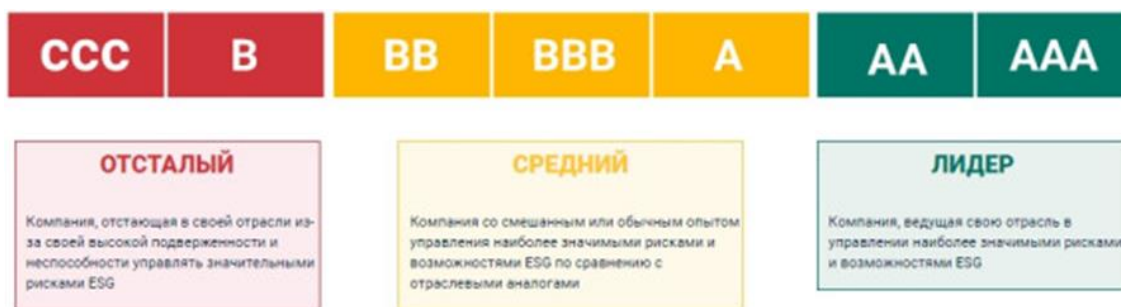 CCC B BB BBB A AA AAA
ОТСТАЛЫЙ
Компания, отстающая в своей отрасли из-
за своей высокой подверженности и
неспособности управлять значительными
рисками ESG
СРЕДНИЙ
Компания со смешанным или обычным опытом
управления наиболее значимыми рисками и
возможностями ESG по сравнению с
отраслевыми аналогами
ЛИДЕР
Компания, ведущая свою отрасль в
управлении наиболее значимыми рисками
и возможностями ESG